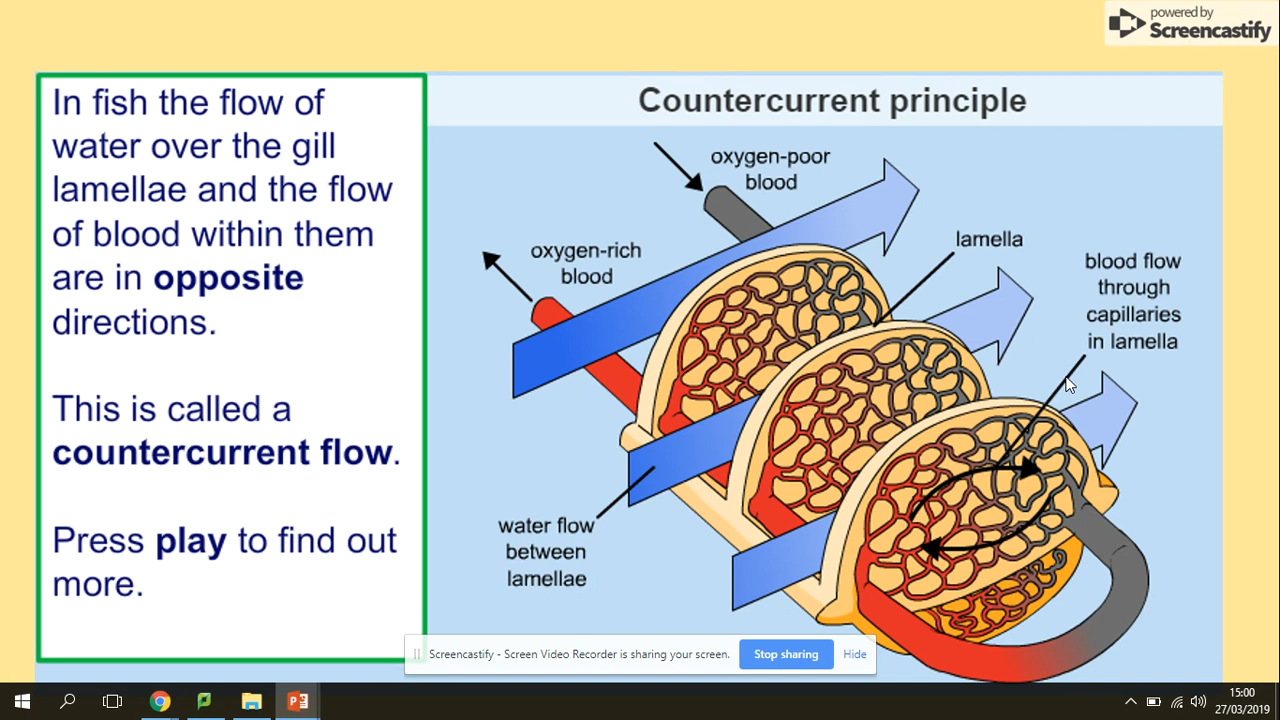 powered by
Screencastify
In fish the flow of
water over the gill
lamellae and the flow
of blood within them
are in opposite
directions.
This is called a
countercurrent flow.
Press play to find out
more.
Countercurrent principle
oxygen-poor
blood
oxygen-rich
blood
lamella
blood flow
through
capillaries
in lamella
water flow
between
lamellae
Screencastify - Screen Video Recorder is sharing your screen.
Stop sharing
Hide
15:00
27/03/2019